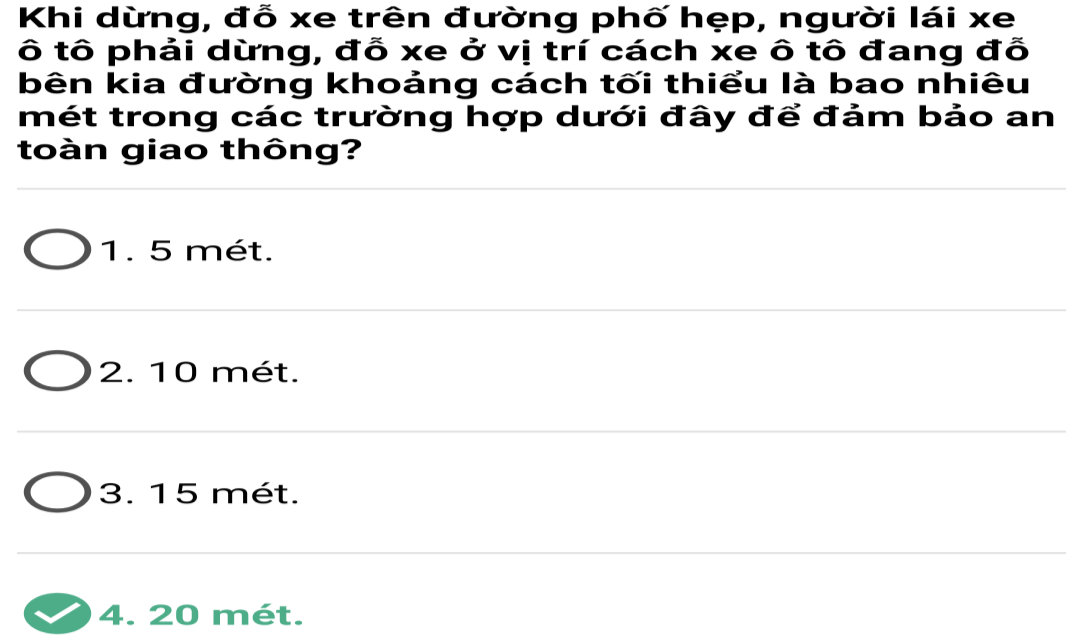 Khi dừng, đỗ xe trên đường phố hẹp, người lái xe
ô tô phải dừng, đỗ xe ở vị trí cách xe ô tô đang đỗ
bên kia đường khoảng cách tối thiểu là bao nhiêu
mét trong các trường hợp dưới đây để đảm bảo an
toàn giao thông?
1. 5 mét.
2. 10 mét.
3. 15 mét.
4. 20 mét.